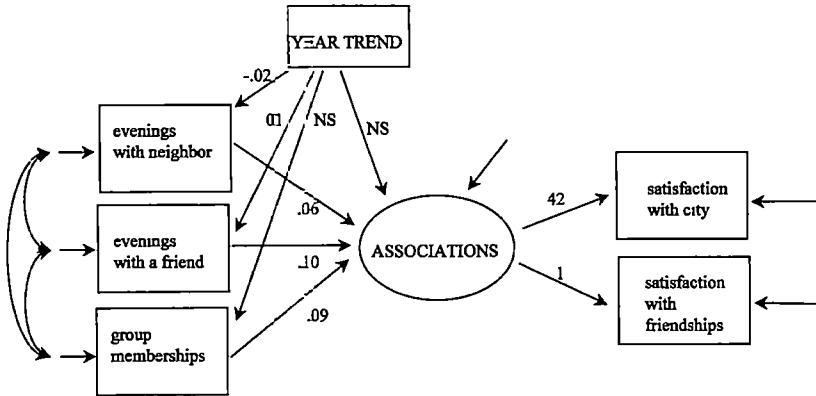 YEAR TREND
-.02
01
NS
NS
evenings
with neighbor
.06
evenings
with a friend
.10
group
memberships
.09
ASSOCIATIONS
42
satisfaction
with city
1
satisfaction
with
friendships